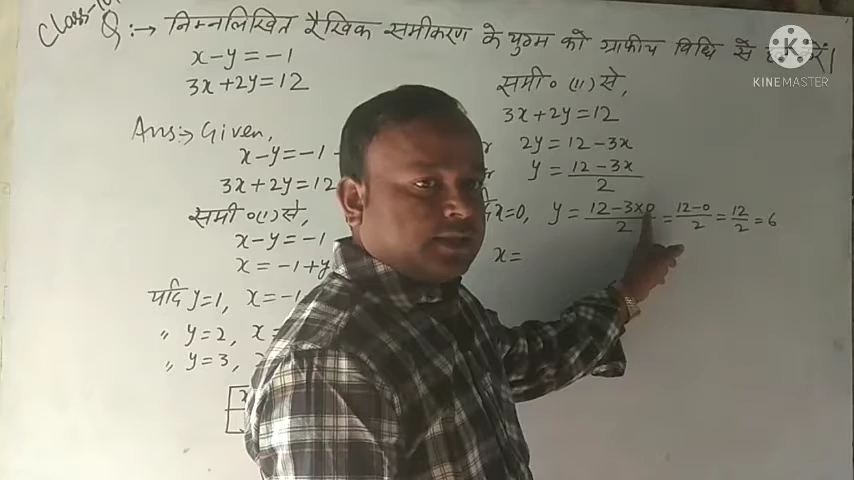 Class-10
Q:→ निम्नलिखित रैखिक समीकरण के युग्म को ग्राफीय विधि से
x-y=-1
3x+2y=12
Ans:→ Given,
x-y=-1
3x+2y=12
समी०(i)से,
x-y=-1
x=-1+y
यदि y=1, x=-1
" y=2, x=
" y=3,
समी० (ii) से,
3x+2y=12
2y=12-3x
y=12-3x/2
x=0, y=12-3x0/2=12-0/2=12/2=6
x=
KINEMASTER